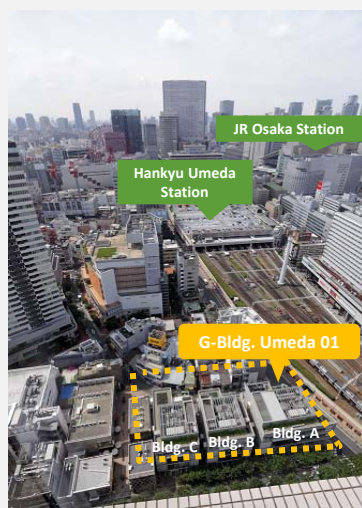 JR Osaka Station
Hankyu Umeda
Station
G-Bldg. Umeda 01
Bldg. C
Bldg. B
Bldg. A